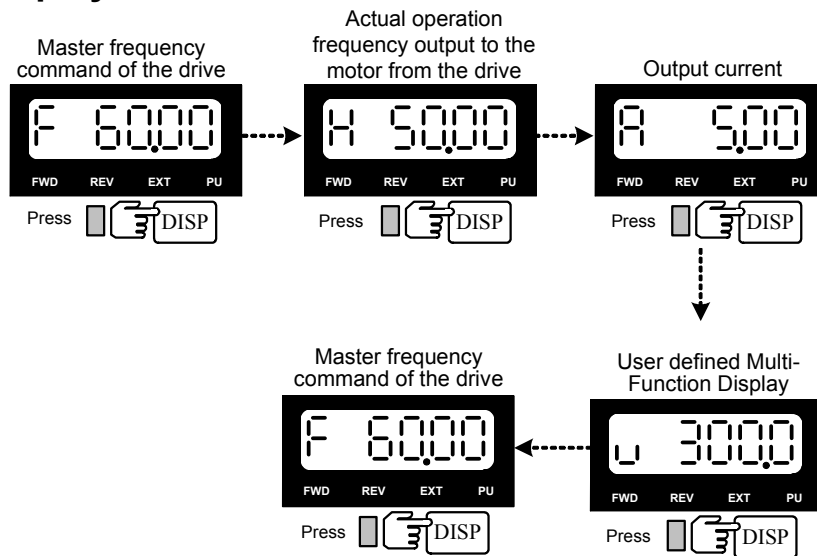 Master frequency
command of the drive
F 60.00
FWD REV EXT PU
Press DISP
Actual operation
frequency output to the
motor from the drive
H 50.00
FWD REV EXT PU
Press DISP
Output current
A 5.00
FWD REV EXT PU
Press DISP
User defined Multi-
Function Display
u 300.0
FWD REV EXT PU
Press DISP
Master frequency
command of the drive
F 60.00
FWD REV EXT PU
Press DISP